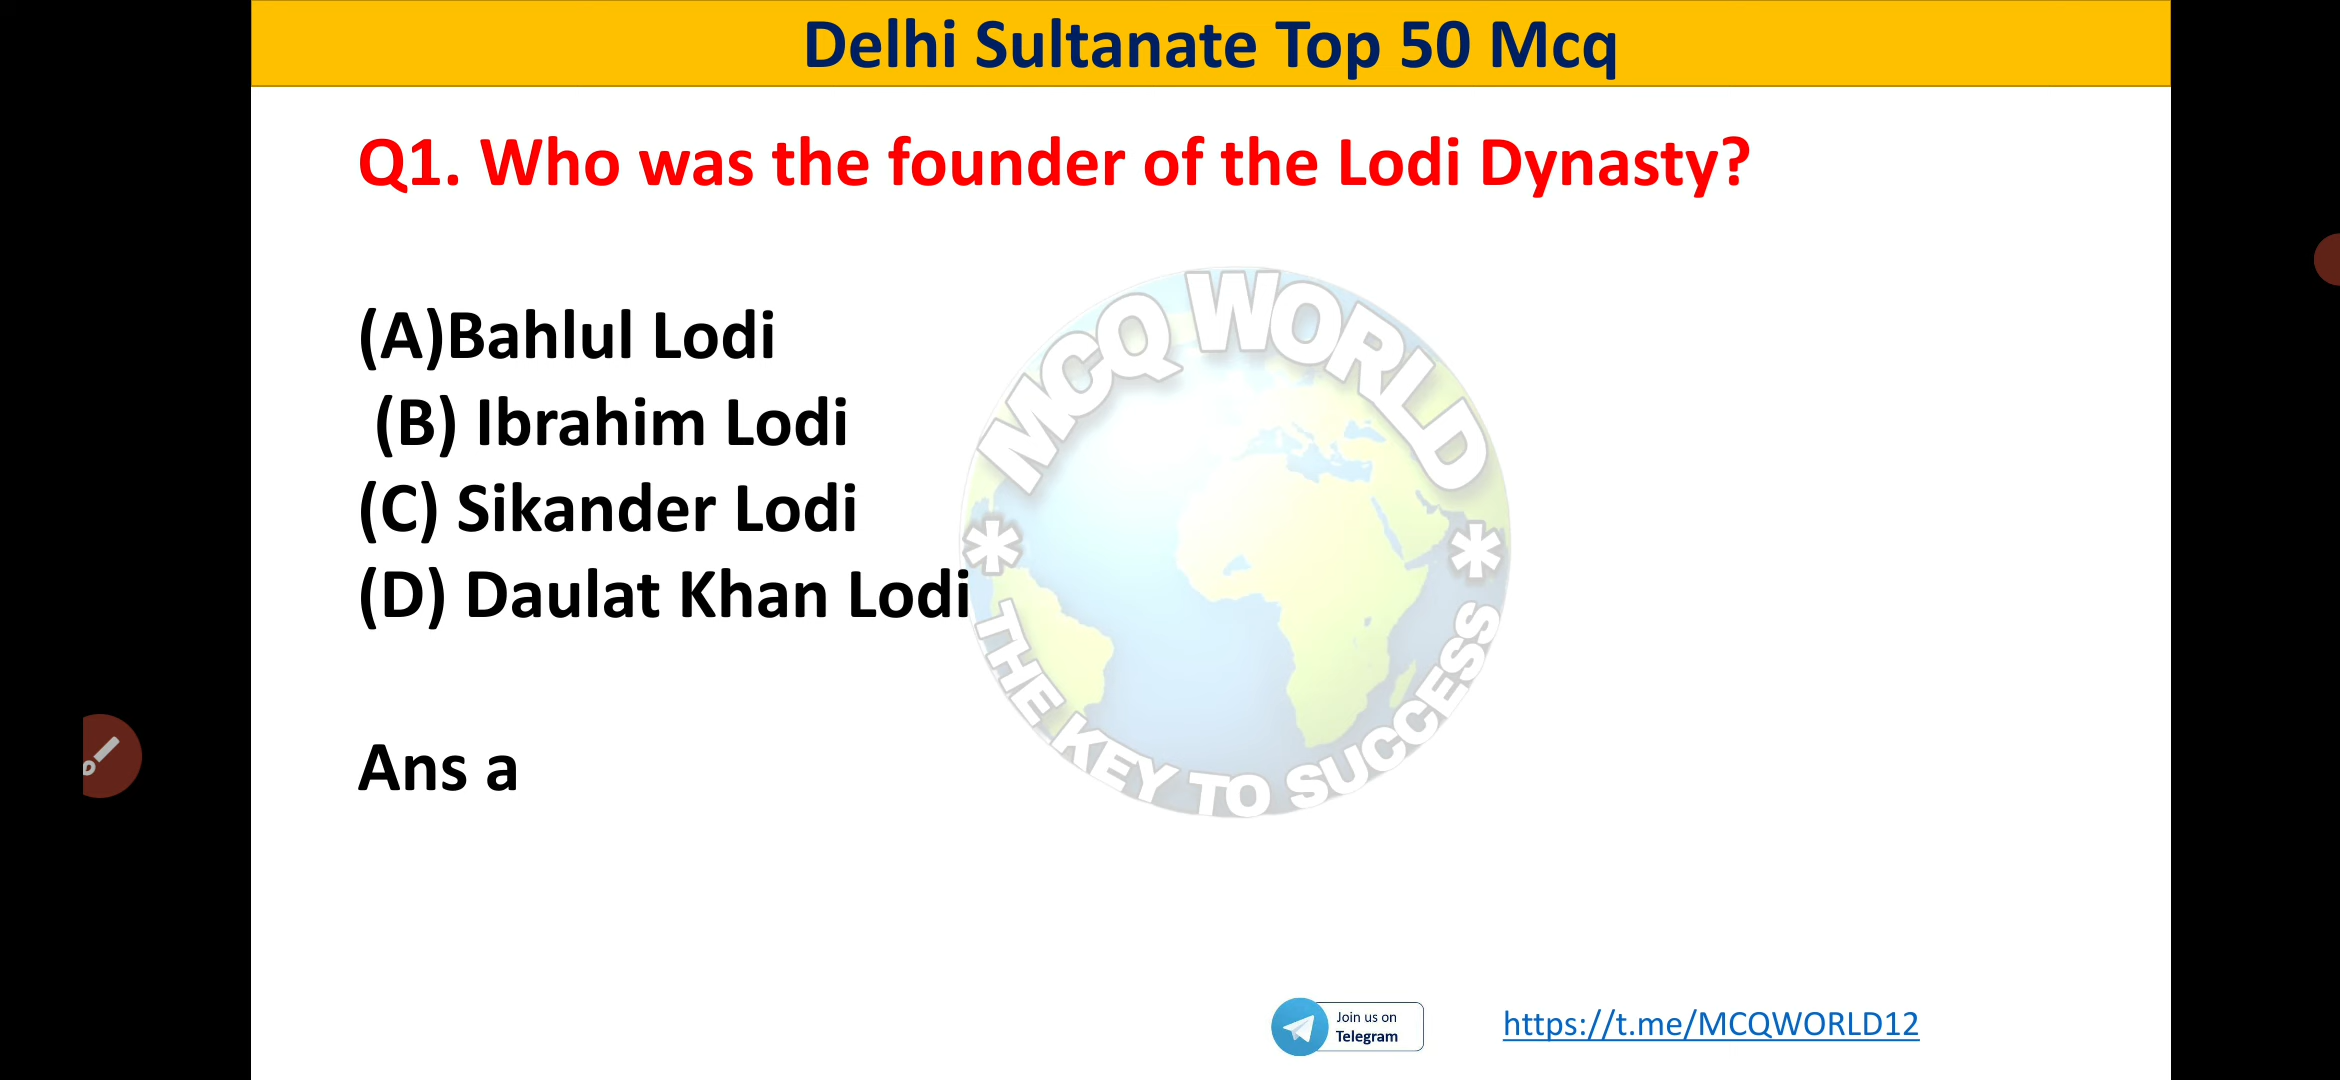 Delhi Sultanate Top 50 Mcq
Q1. Who was the founder of the Lodi Dynasty?
(A)Bahlul Lodi
(B) Ibrahim Lodi
(C) Sikander Lodi
(D) Daulat Khan Lodi
Ans a
MCQ WORLD
* *
THE KEY TO SUCCESS
Join us on
Telegram
https://t.me/MCQWORLD12